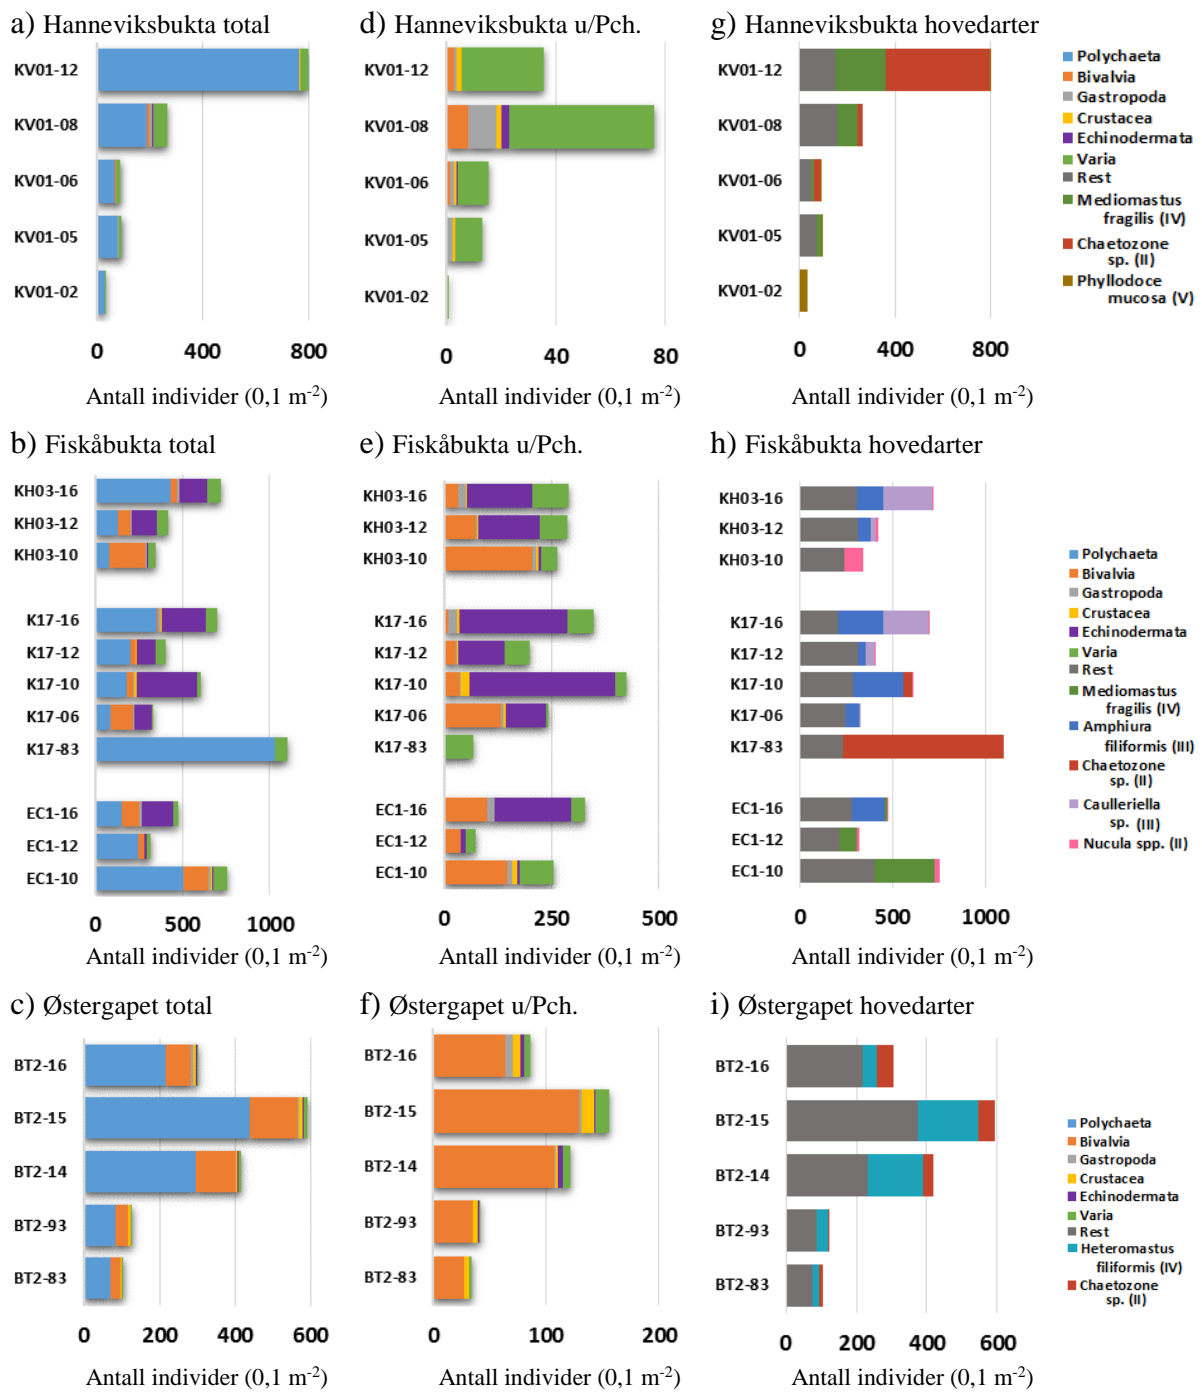 a) Hanneviksbukta total
KV01-12
KV01-08
KV01-06
KV01-05
KV01-02
0 400 800
Antall individer (0,1 m⁻²)
d) Hanneviksbukta u/Pch.
KV01-12
KV01-08
KV01-06
KV01-05
KV01-02
0 40 80
Antall individer (0,1 m⁻²)
g) Hanneviksbukta hovedarter
KV01-12
KV01-08
KV01-06
KV01-05
KV01-02
0 400 800
Antall individer (0,1 m⁻²)
Polychaeta
Bivalvia
Gastropoda
Crustacea
Echinodermata
Varia
Rest
Mediomastus
fragilis (IV)
Chaetozone
sp. (II)
Phyllodoce
mucosa (V)
b) Fiskåbukta total
KH03-16
KH03-12
KH03-10
K17-16
K17-12
K17-10
K17-06
K17-83
EC1-16
EC1-12
EC1-10
0 500 1000
Antall individer (0,1 m⁻²)
e) Fiskåbukta u/Pch.
KH03-16
KH03-12
KH03-10
K17-16
K17-12
K17-10
K17-06
K17-83
EC1-16
EC1-12
EC1-10
0 250 500
Antall individer (0,1 m⁻²)
h) Fiskåbukta hovedarter
KH03-16
KH03-12
KH03-10
K17-16
K17-12
K17-10
K17-06
K17-83
EC1-16
EC1-12
EC1-10
0 500 1000
Antall individer (0,1 m⁻²)
Polychaeta
Bivalvia
Gastropoda
Crustacea
Echinodermata
Varia
Rest
Mediomastus
fragilis (IV)
Amphiura
filiformis (III)
Chaetozone
sp. (II)
Caulleriella
sp. (III)
Nucula spp. (II)
c) Østergapet total
BT2-16
BT2-15
BT2-14
BT2-93
BT2-83
0 200 400 600
Antall individer (0,1 m⁻²)
f) Østergapet u/Pch.
BT2-16
BT2-15
BT2-14
BT2-93
BT2-83
0 100 200
Antall individer (0,1 m⁻²)
i) Østergapet hovedarter
BT2-16
BT2-15
BT2-14
BT2-93
BT2-83
0 200 400 600
Antall individer (0,1 m⁻²)
Polychaeta
Bivalvia
Gastropoda
Crustacea
Echinodermata
Varia
Rest
Heteromastus
filiformis (IV)
Chaetozone
sp. (II)